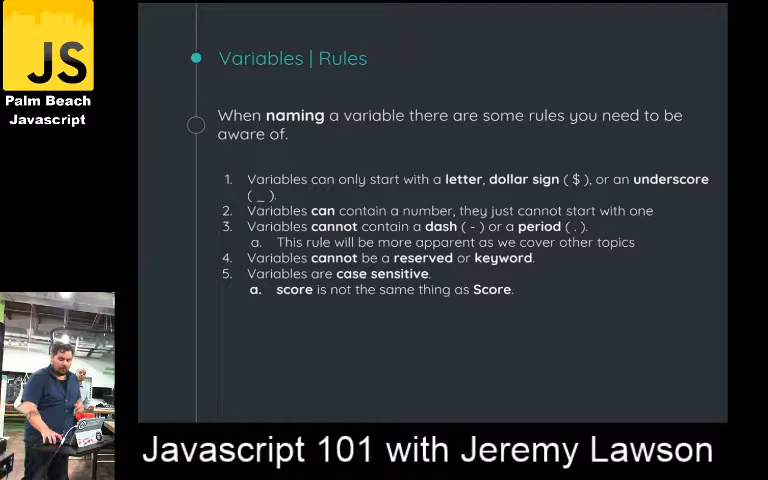 JS
Palm Beach
Javascript
Variables | Rules
When naming a variable there are some rules you need to be
aware of.
1. Variables can only start with a letter, dollar sign ( $ ), or an underscore
( _ ).
2. Variables can contain a number, they just cannot start with one
3. Variables cannot contain a dash ( - ) or a period ( . ).
a. This rule will be more apparent as we cover other topics
4. Variables cannot be a reserved or keyword.
5. Variables are case sensitive.
a. score is not the same thing as Score.
Javascript 101 with Jeremy Lawson